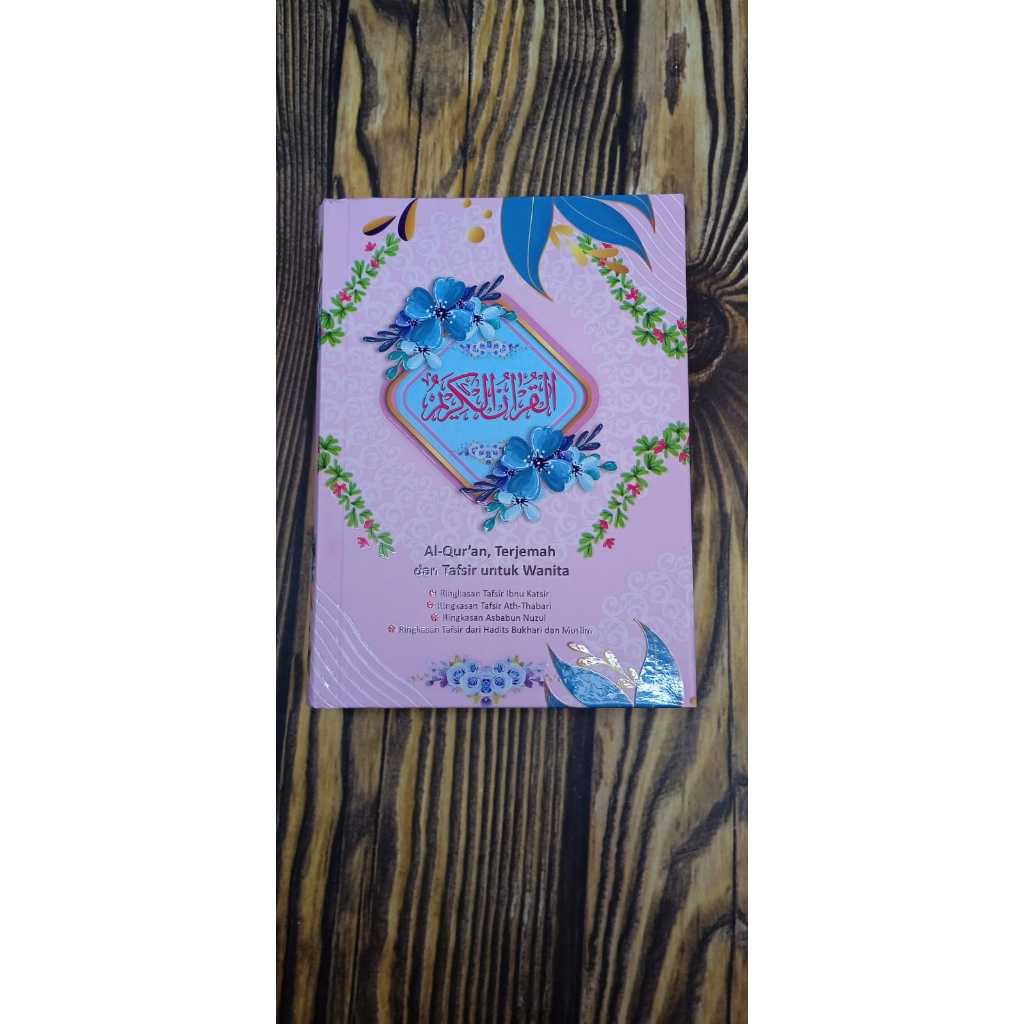 القرآن الكريم
Al-Qur'an, Terjemah
dan Tafsir untuk Wanita
Ringkasan Tafsir Ibnu Katsir
Ringkasan Tafsir Ath-Thabari
Ringkasan Asbabun Nuzul
Ringkasan Tafsir dari Hadits Bukhari dan Muslim